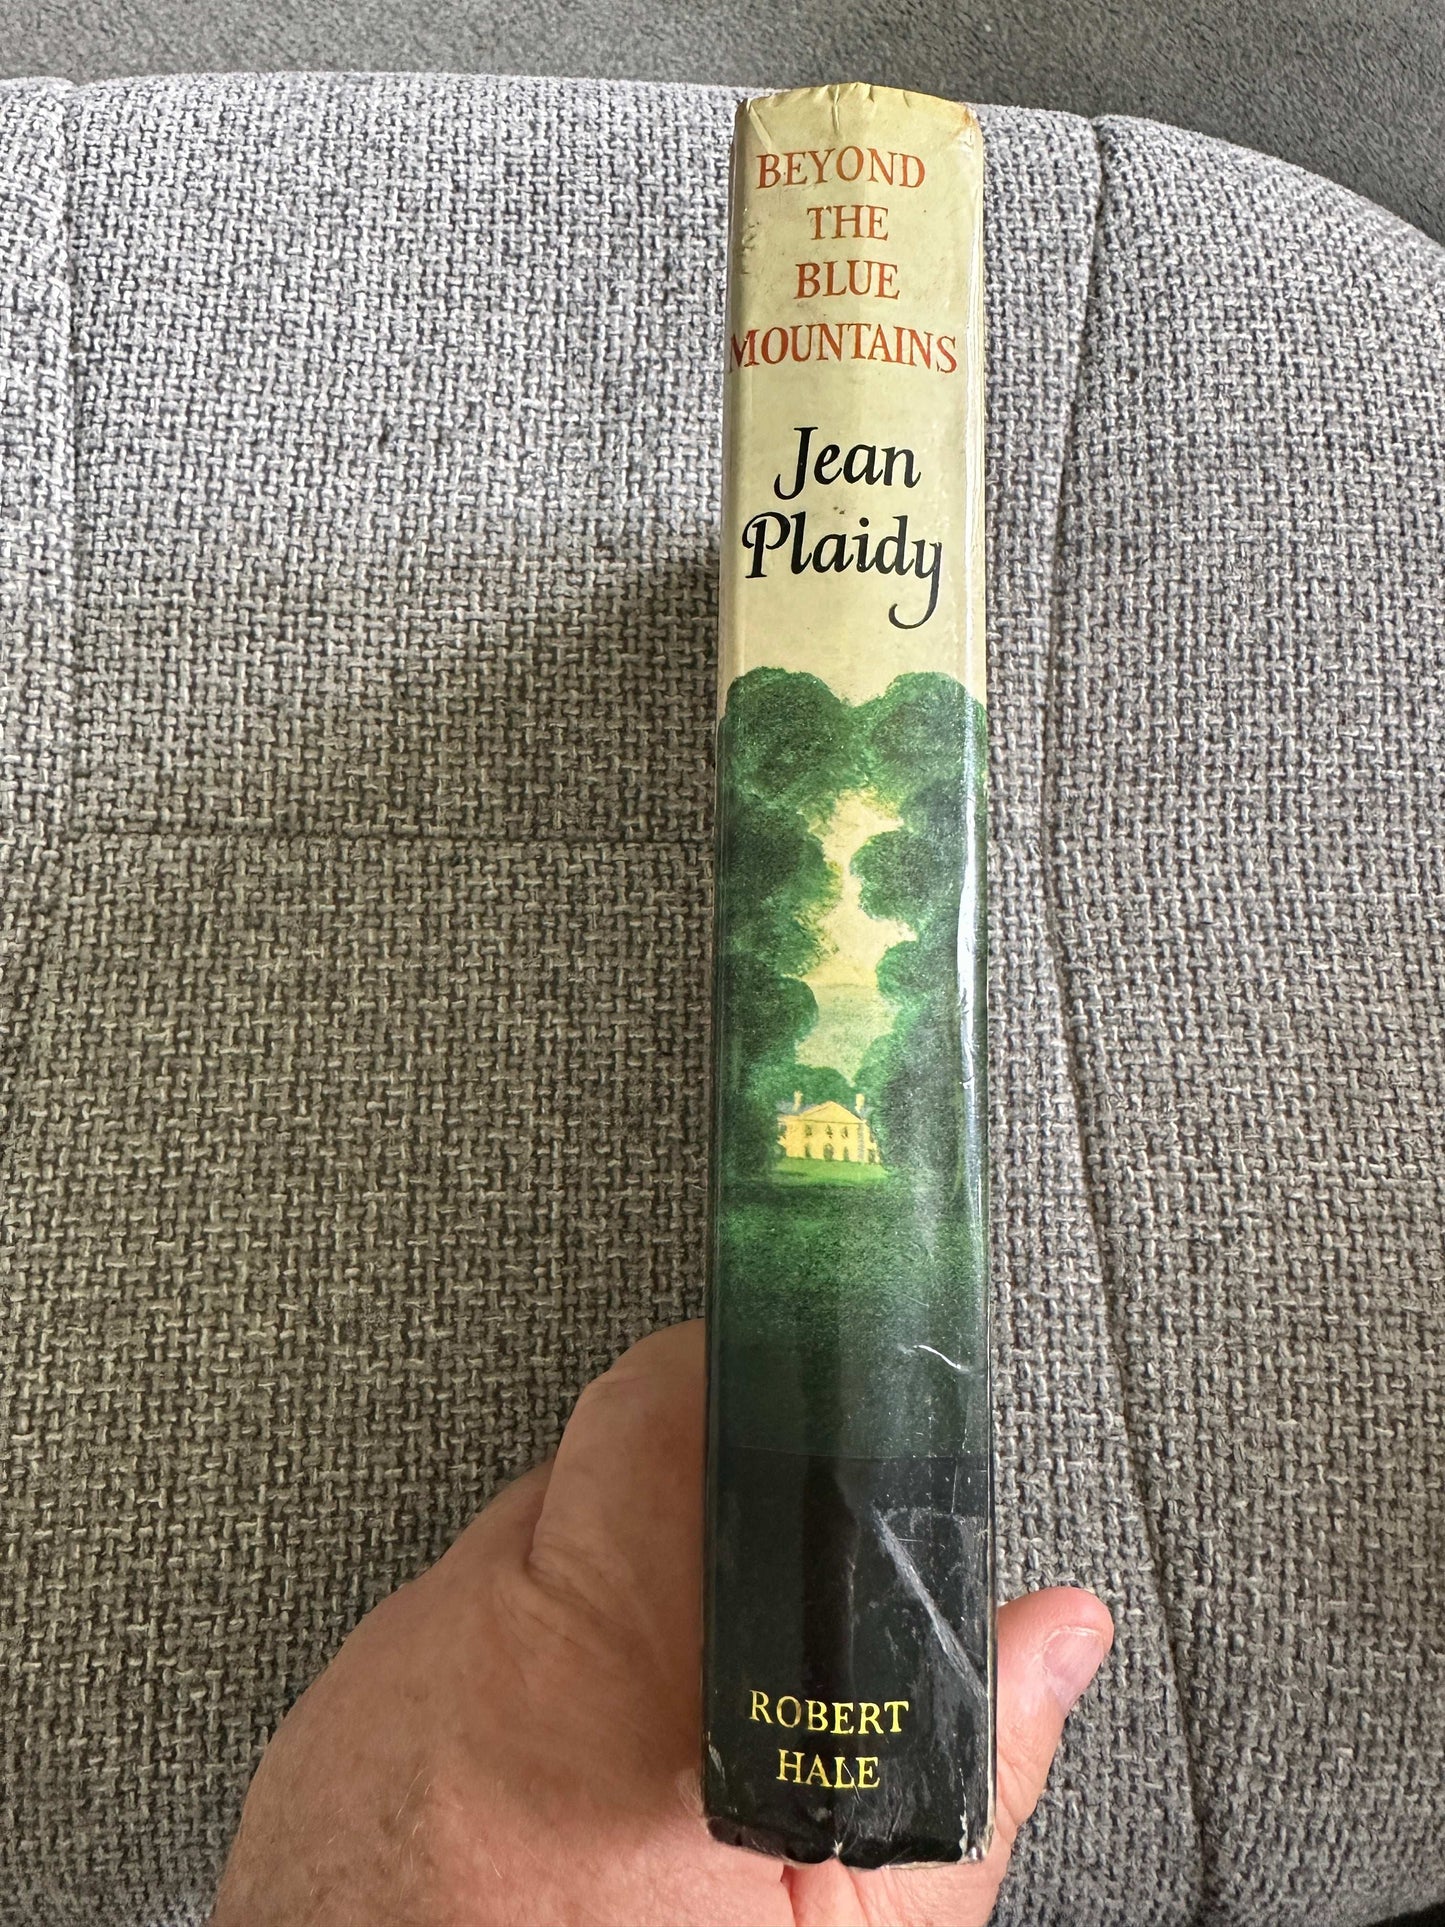 BEYOND
THE
BLUE
MOUNTAINS
Jean
Plaidy
ROBERT
HALE